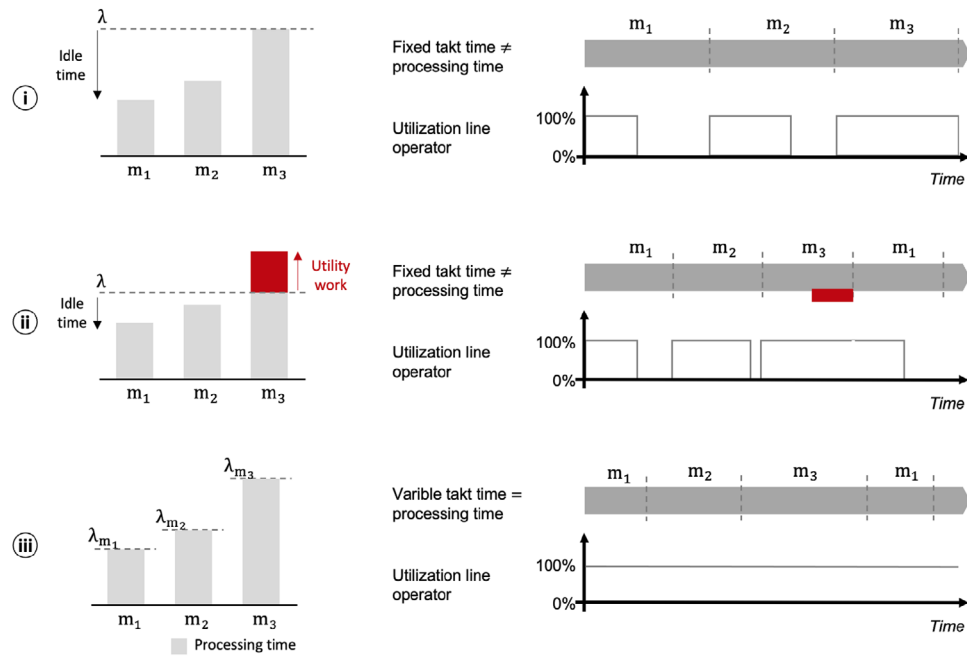 i
λ
Idle
time
m₁ m₂ m₃
Fixed takt time ≠
processing time
m₁ m₂ m₃
Utilization line
operator
100%
0%
Time
ii
λ
Idle
time
Utility
work
m₁ m₂ m₃
Fixed takt time ≠
processing time
m₁ m₂ m₃ m₁
Utilization line
operator
100%
0%
Time
iii
λm₁
λm₂
λm₃
m₁ m₂ m₃
Processing time
Varible takt time =
processing time
m₁ m₂ m₃ m₁
Utilization line
operator
100%
0%
Time